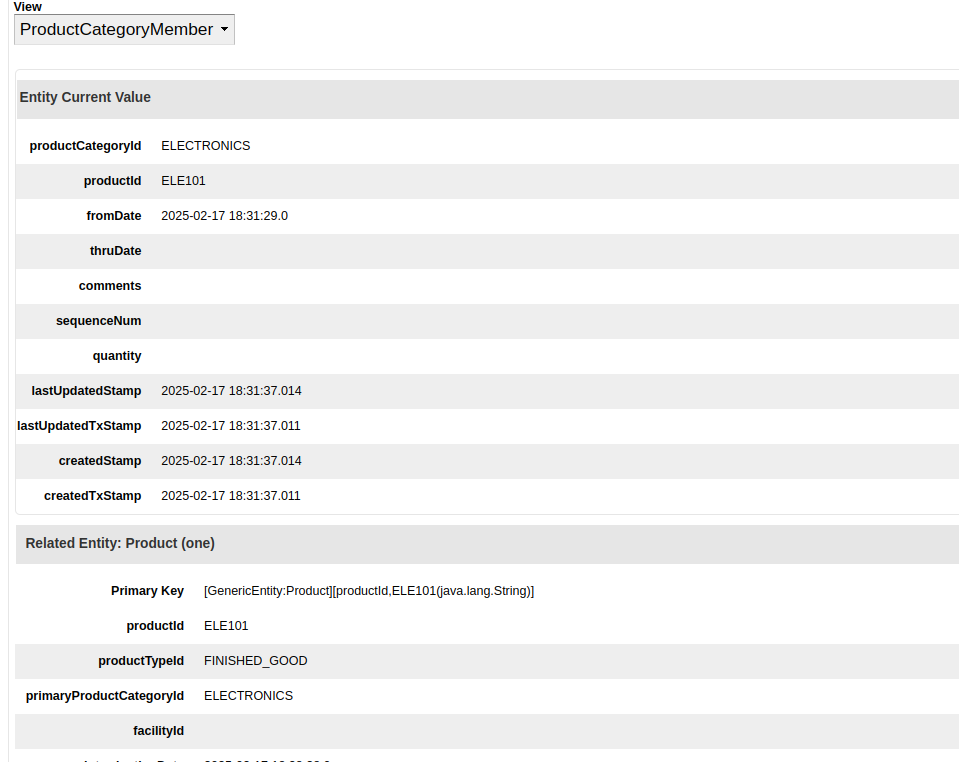 View
ProductCategoryMember
Entity Current Value
productCategoryId ELECTRONICS
productId ELE101
fromDate 2025-02-17 18:31:29.0
thruDate
comments
sequenceNum
quantity
lastUpdatedStamp 2025-02-17 18:31:37.014
lastUpdatedTxStamp 2025-02-17 18:31:37.011
createdStamp 2025-02-17 18:31:37.014
createdTxStamp 2025-02-17 18:31:37.011
Related Entity: Product (one)
Primary Key [GenericEntity:Product][productId,ELE101(java.lang.String)]
productId ELE101
productTypeId FINISHED_GOOD
primaryProductCategoryId ELECTRONICS
facilityId